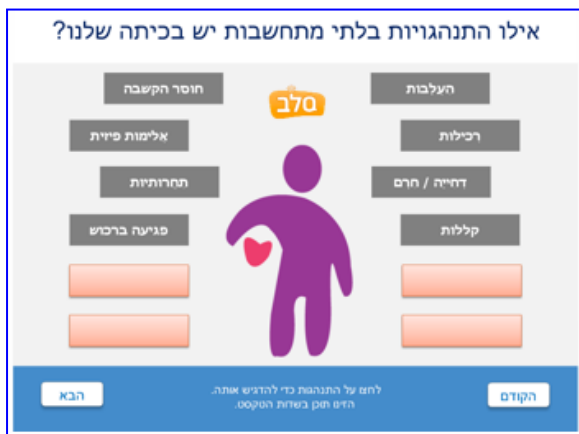 אילו התנהגויות בלתי מתחשבות יש בכיתה שלנו?
העלבות
חוסר הקשבה
סלב
רכילות
אלימות פיזית
דחייה / חרם
תחרותיות
קללות
פגיעה ברכוש
הקודם
לחצו על התנהגות כדי להדגיש אותה.
הזינו תוכן בשדות הטקסט.
הבא